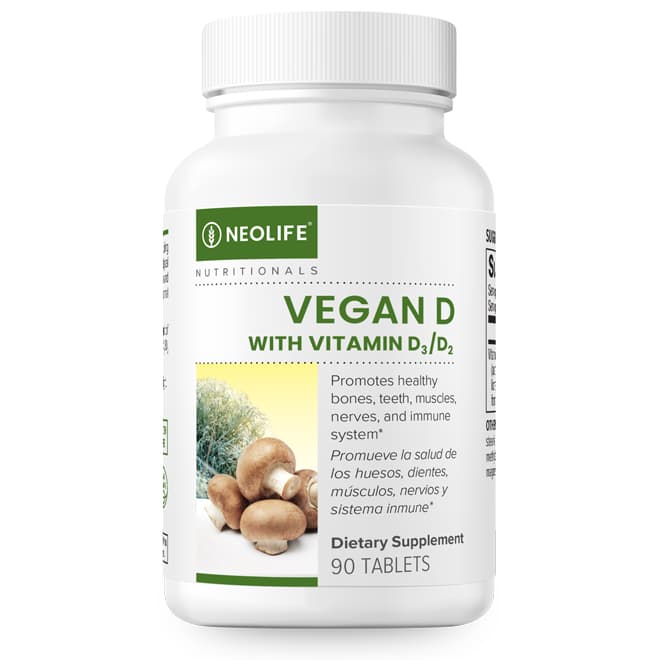 NEOLIFE®
NUTRITIONALS
VEGAN D
WITH VITAMIN D₃/D₂
Promotes healthy
bones, teeth, muscles,
nerves, and immune
system*
Promueve la salud de
los huesos, dientes,
músculos, nervios y
sistema inmune*
Dietary Supplement
90 TABLETS